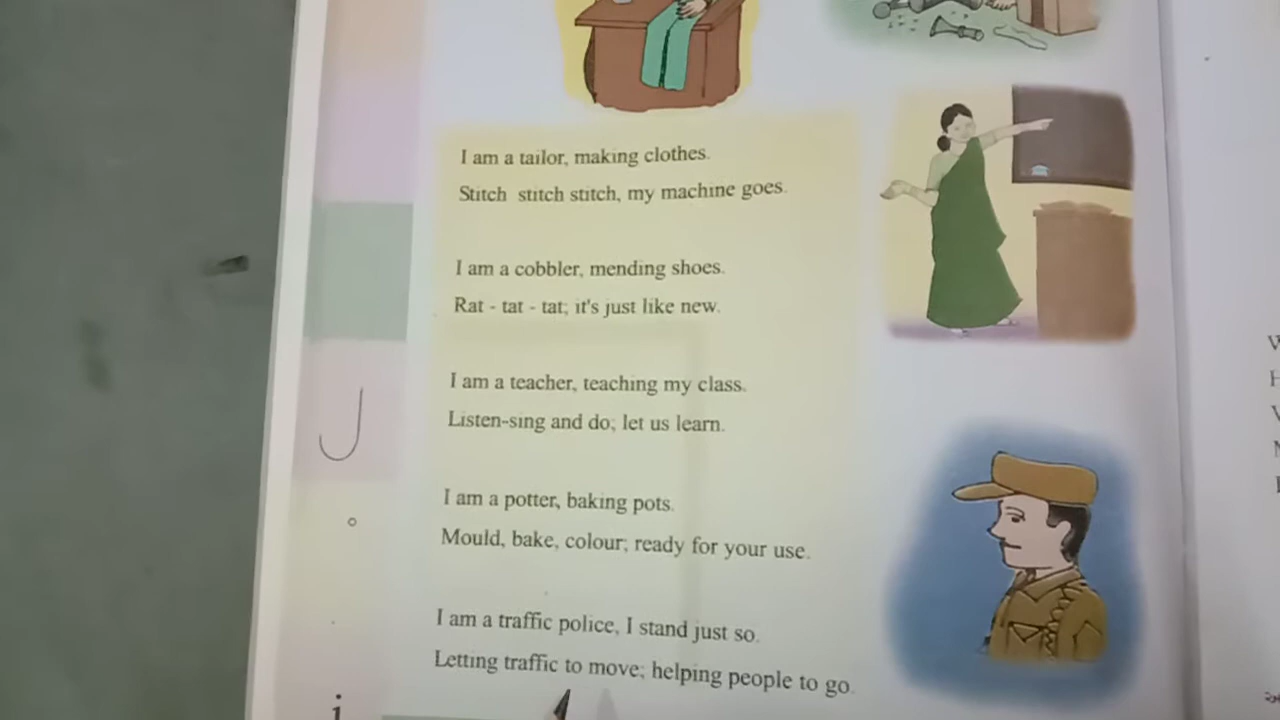 I am a tailor, making clothes.
Stitch stitch stitch, my machine goes.
I am a cobbler, mending shoes.
Rat - tat - tat; it's just like new.
I am a teacher, teaching my class.
Listen-sing and do; let us learn.
I am a potter, baking pots.
Mould, bake, colour; ready for your use.
I am a traffic police, I stand just so.
Letting traffic to move; helping people to go.
J
i